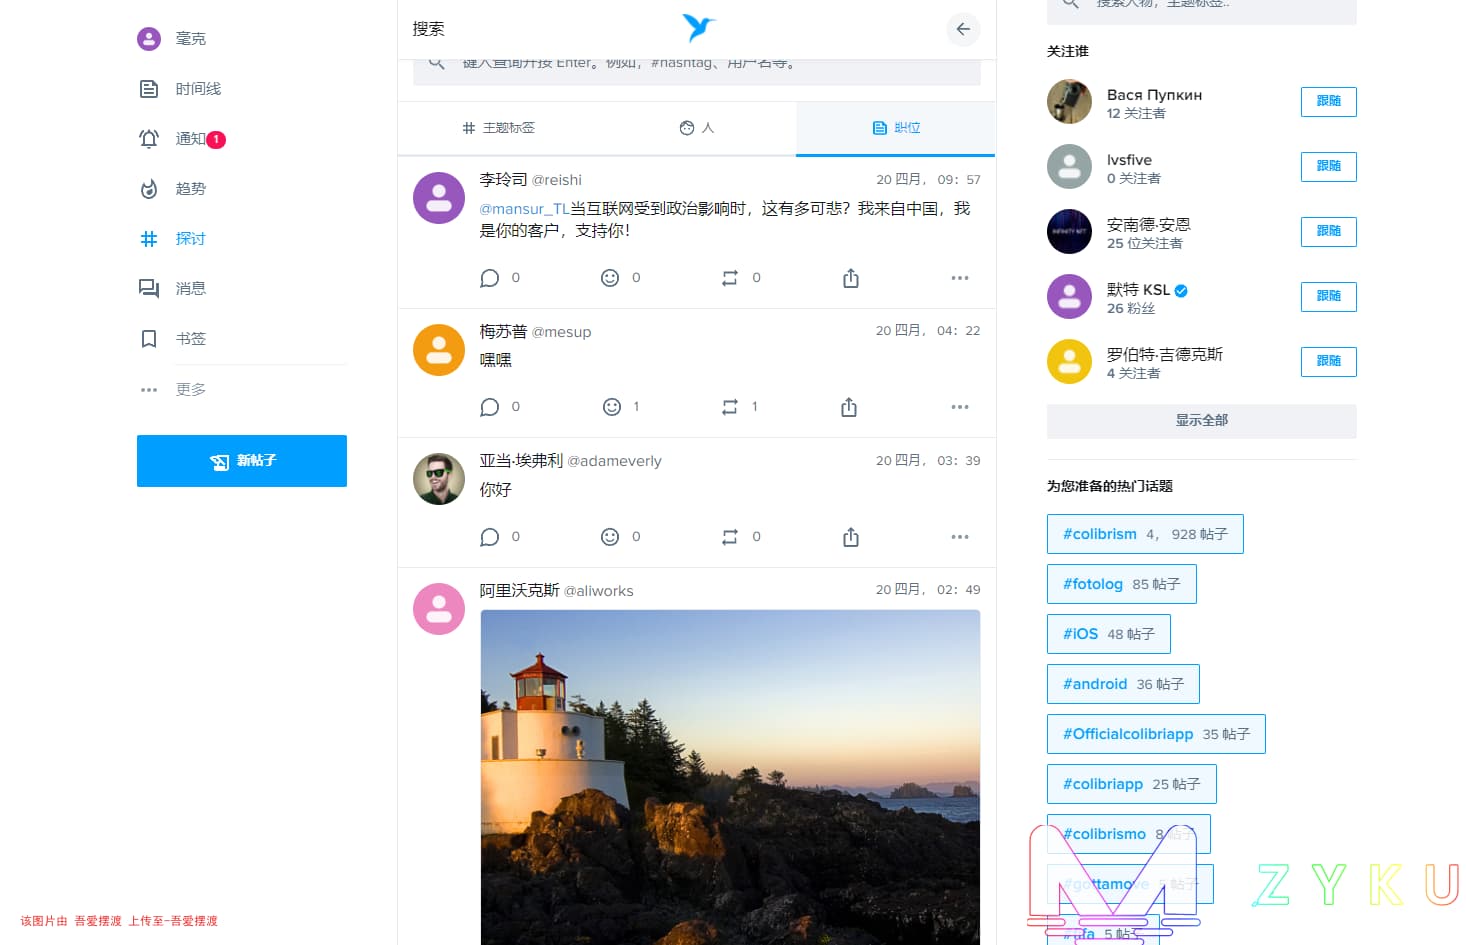 毫克
时间线
通知 1
趋势
探讨
消息
书签
更多
新帖子
搜索
键入查询并按 Enter。例如，#hashtag、用户名等。
主题标签
人
职位
李玲司 @reishi 20 四月， 09：57
@mansur_TL当互联网受到政治影响时，这有多可悲？我来自中国，我
是你的客户，支持你！
0 0 0
梅苏普 @mesup 20 四月， 04：22
嘿嘿
0 1 1
亚当·埃弗利 @adameverly 20 四月， 03：39
你好
0 0 0
阿里沃克斯 @aliworks 20 四月， 02：49
搜索人物，主题标签..
关注谁
Вася Пупкин
12 关注者
跟随
lvsfive
0 关注者
跟随
安南德·安恩
25 位关注者
跟随
默特 KSL
26 粉丝
跟随
罗伯特·吉德克斯
4 关注者
跟随
显示全部
为您准备的热门话题
#colibrism 4， 928 帖子
#fotolog 85 帖子
#iOS 48 帖子
#android 36 帖子
#Officialcolibriapp 35 帖子
#colibriapp 25 帖子
#colibrismo 8 帖子
#gottamove 5 帖子
5 帖子
ZYKU
该图片由 吾爱摆渡 上传至-吾爱摆渡